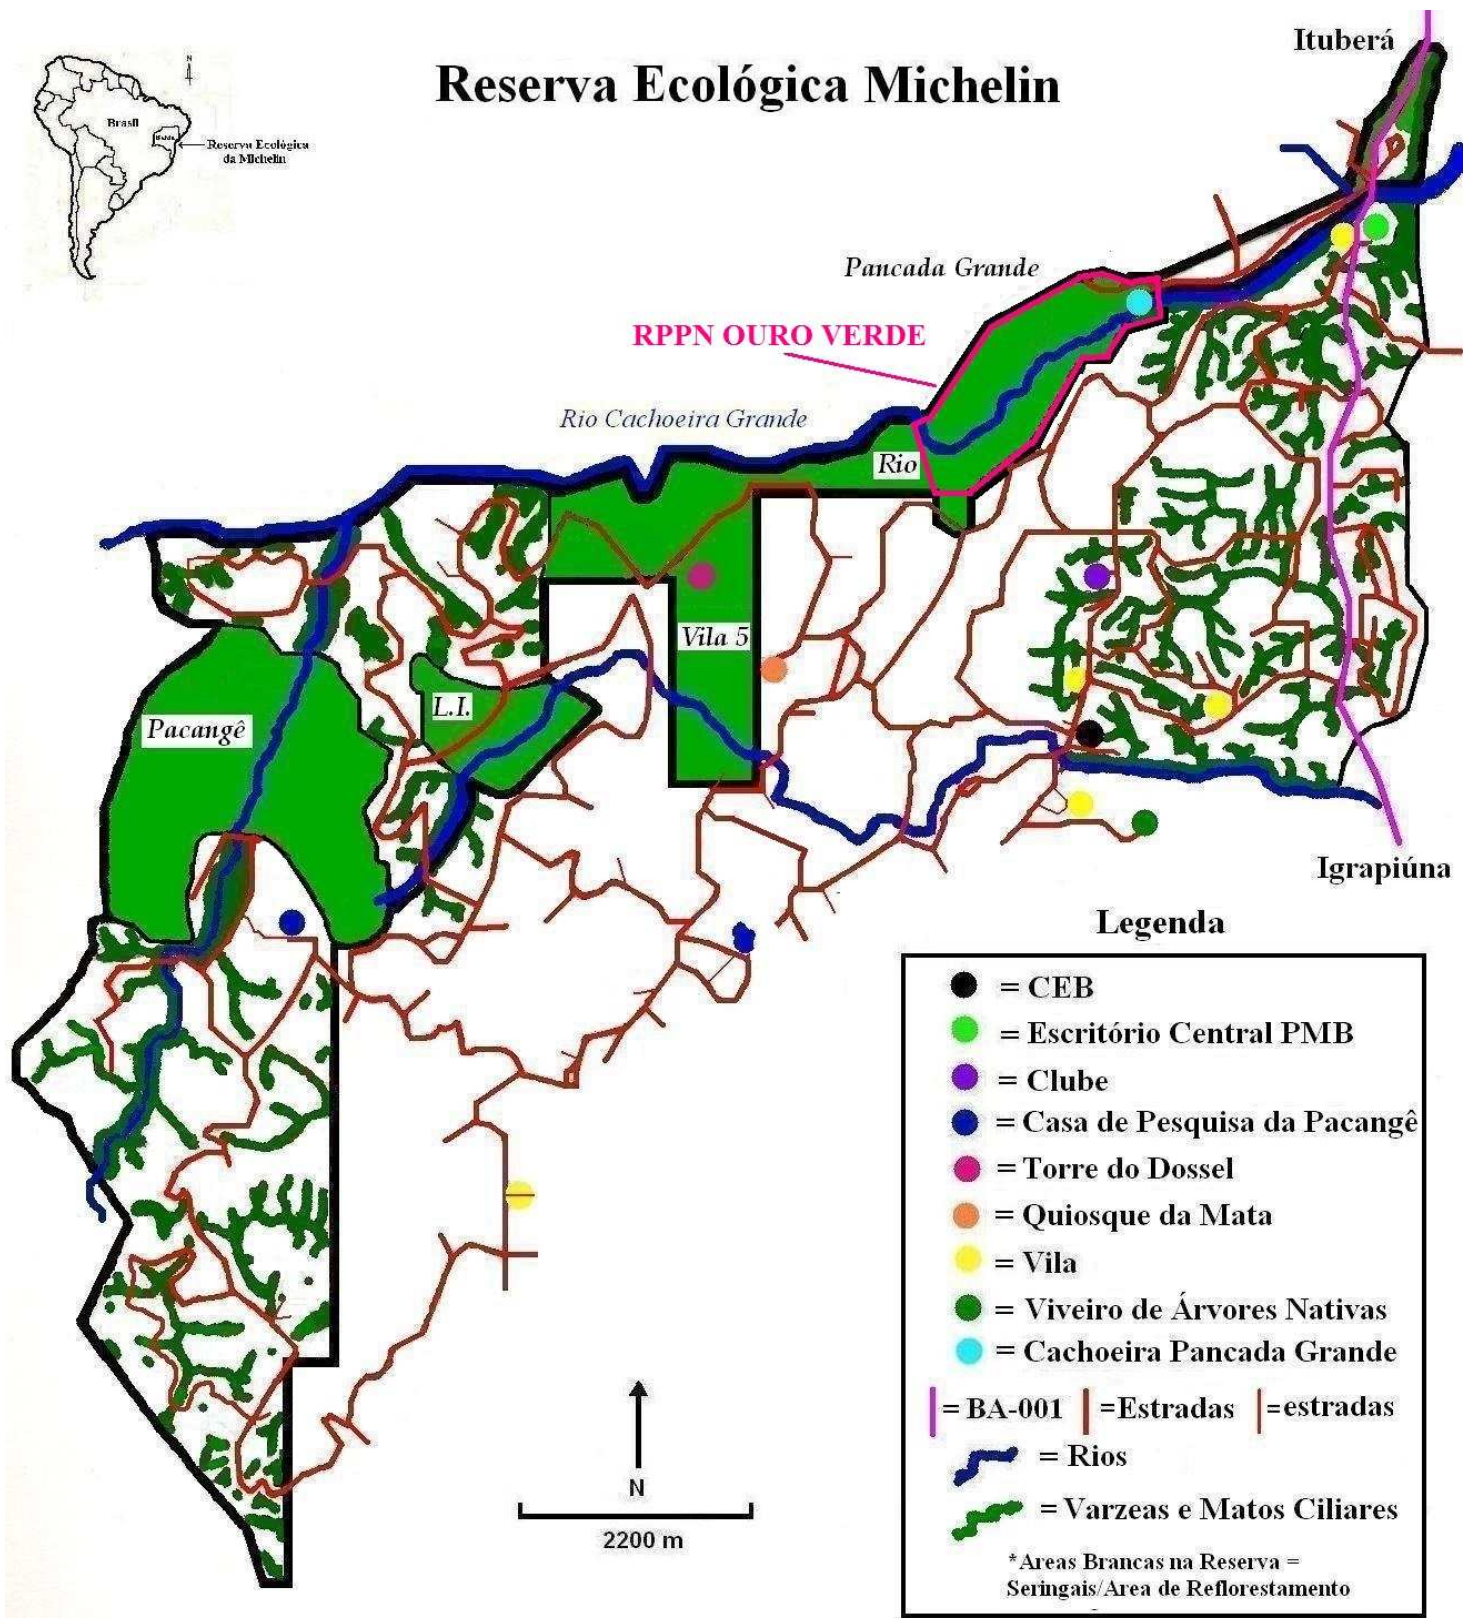 Ituberá
Reserva Ecológica Michelin
N
Brasil
Bahia
Reserva Ecológica
da Michelin
Pancada Grande
RPPN OURO VERDE
Rio Cachoeira Grande
Rio
Vila 5
L.I.
Pacangê
Igrapiúna
Legenda
= CEB
= Escritório Central PMB
= Clube
= Casa de Pesquisa da Pacangê
= Torre do Dossel
= Quiosque da Mata
= Vila
= Viveiro de Árvores Nativas
= Cachoeira Pancada Grande
= BA-001 =Estradas =estradas
= Rios
= Varzeas e Matos Ciliares
*Areas Brancas na Reserva =
Seringais/Area de Reflorestamento
N
2200 m